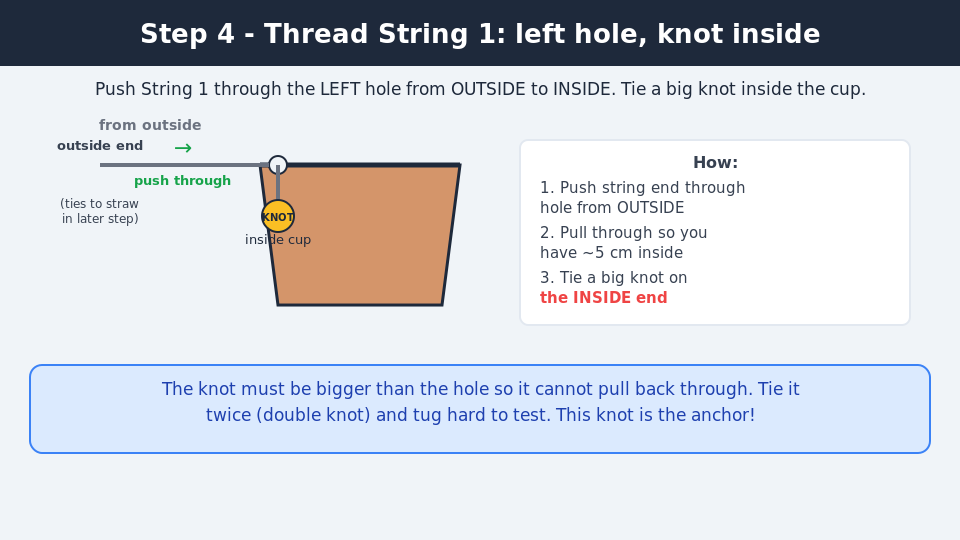 Step 4 - Thread String 1: left hole, knot inside
Push String 1 through the LEFT hole from OUTSIDE to INSIDE. Tie a big knot inside the cup.
from outside
outside end →
push through
(ties to straw
in later step)
KNOT
inside cup
How:
1. Push string end through
hole from OUTSIDE
2. Pull through so you
have ~5 cm inside
3. Tie a big knot on
the INSIDE end
The knot must be bigger than the hole so it cannot pull back through. Tie it
twice (double knot) and tug hard to test. This knot is the anchor!